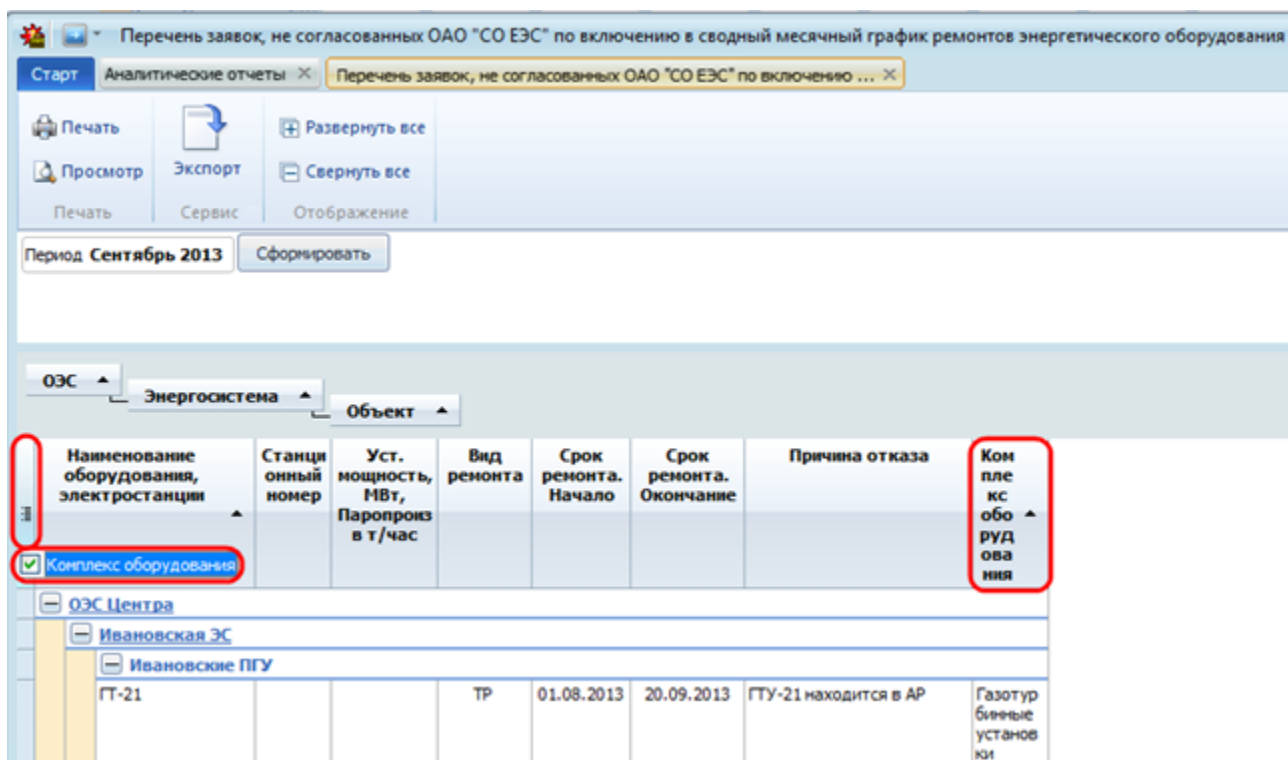 Перечень заявок, не согласованных ОАО "СО ЕЭС" по включению в сводный месячный график ремонтов энергетического оборудования
Старт Аналитические отчеты Перечень заявок, не согласованных ОАО "СО ЕЭС" по включению ...
Печать Развернуть все
Просмотр Экспорт Свернуть все
Печать Сервис Отображение
Период Сентябрь 2013 Сформировать
ОЭС
Энергосистема
Объект
Наименование Станци Уст. Вид Срок Срок Причина отказа Ком
оборудования, онный мощность, ремонта ремонта. ремонта. пле
электростанции номер МВт, Начало Окончание кс
Паропроиз обо
в т/час руд
Комплекс оборудования ова
ния
ОЭС Центра
Ивановская ЭС
Ивановские ПГУ
ГТ-21 ТР 01.08.2013 20.09.2013 ГТУ-21 находится в АР Газотур
бинные
установ
ки